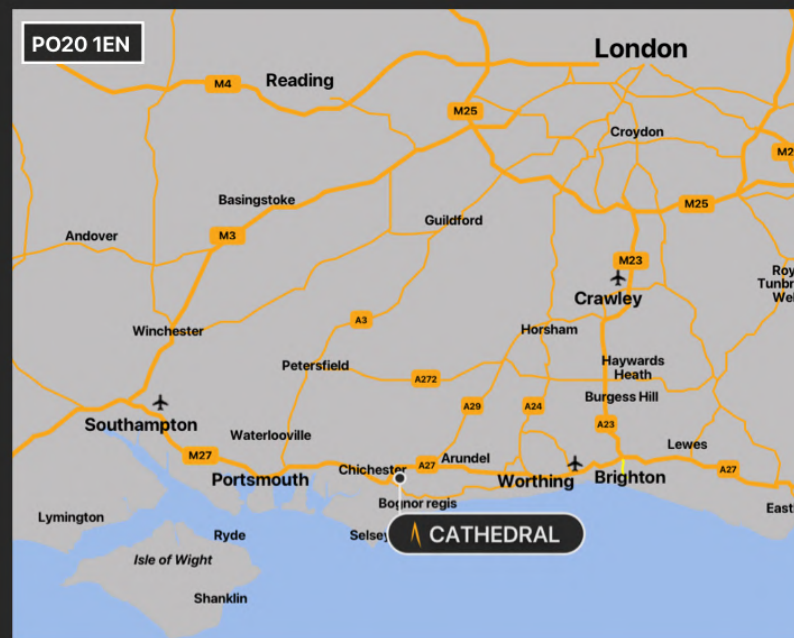 PO20 1EN
London
Reading
M4
M25
Croydon
M2
Basingstoke
M25
Guildford
Andover
M3
M23
Roy
Tunbr
Wel
Crawley
A3
Winchester
Horsham
Petersfield
Haywards
Heath
A272
Burgess Hill
A29
A24
Southampton
A23
Waterlooville
Lewes
M27
Arundel
Chichester
A27
A27
Portsmouth
Worthing
Brighton
Bognor regis
East
Lymington
Ryde
Selsey
CATHEDRAL
Isle of Wight
Shanklin